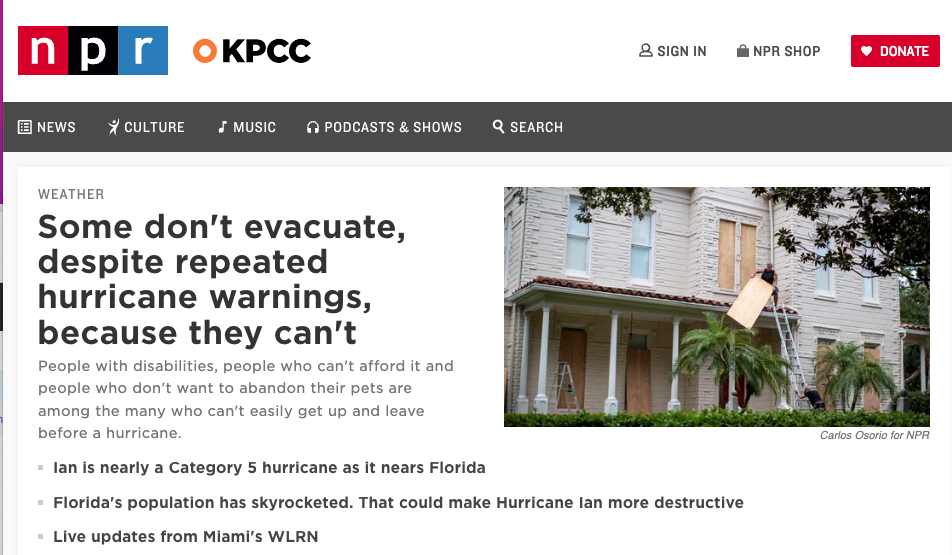 npr KPCC SIGN IN NPR SHOP DONATE
NEWS CULTURE MUSIC PODCASTS & SHOWS SEARCH
WEATHER
Some don't evacuate,
despite repeated
hurricane warnings,
because they can't
People with disabilities, people who can't afford it and
people who don't want to abandon their pets are
among the many who can't easily get up and leave
before a hurricane.
Carlos Osorio for NPR
Ian is nearly a Category 5 hurricane as it nears Florida
Florida's population has skyrocketed. That could make Hurricane Ian more destructive
Live updates from Miami's WLRN